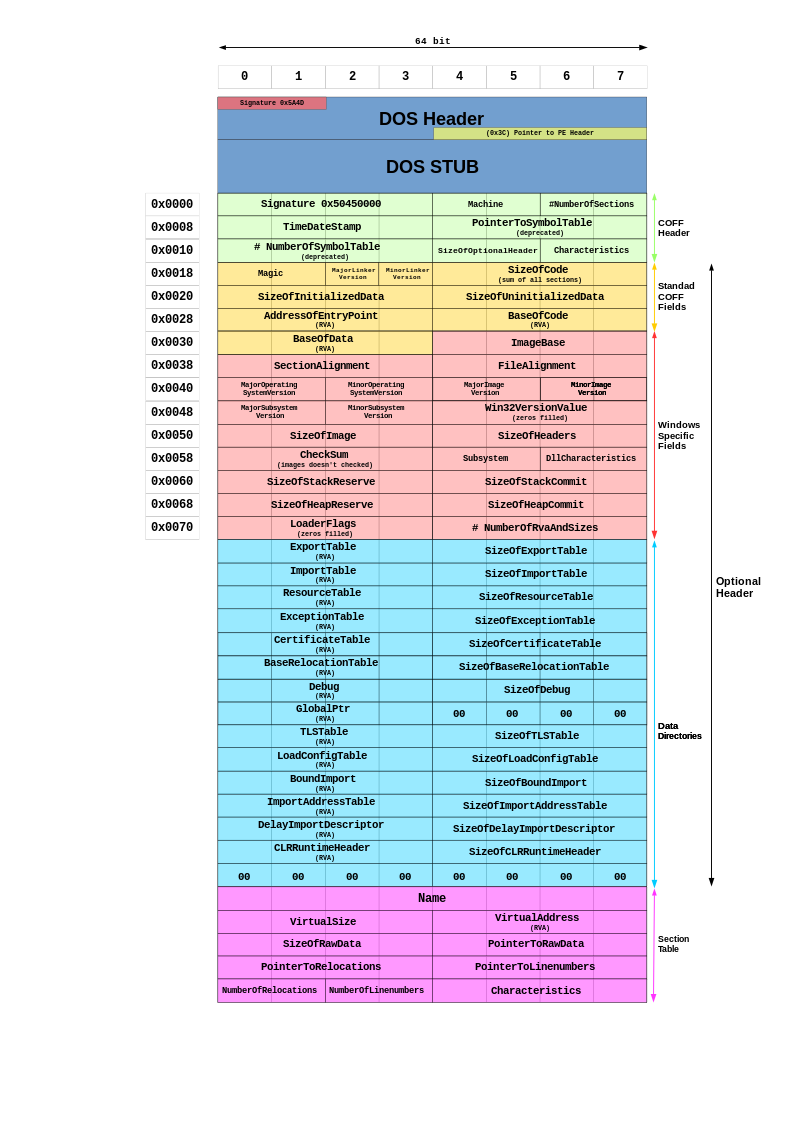 64 bit
0 1 2 3 4 5 6 7
Signature 0x5A4D
DOS Header
(0x3C) Pointer to PE Header
DOS STUB
0x0000 Signature 0x50450000 Machine #NumberOfSections
0x0008 TimeDateStamp PointerToSymbolTable
(deprecated)
COFF
Header
0x0010 # NumberOfSymbolTable SizeOfOptionalHeader Characteristics
(deprecated)
0x0018 Magic MajorLinker MinorLinker SizeOfCode
Version Version (sum of all sections)
0x0020 SizeOfInitializedData SizeOfUninitializedData
Standad
COFF
Fields
0x0028 AddressOfEntryPoint BaseOfCode
(RVA) (RVA)
0x0030 BaseOfData ImageBase
(RVA)
0x0038 SectionAlignment FileAlignment
0x0040 MajorOperating MinorOperating MajorImage MinorImage
SystemVersion SystemVersion Version Version
0x0048 MajorSubsystem MinorSubsystem Win32VersionValue
Version Version (zeros filled)
0x0050 SizeOfImage SizeOfHeaders
Windows
Specific
Fields
0x0058 CheckSum Subsystem DllCharacteristics
(images doesn't checked)
0x0060 SizeOfStackReserve SizeOfStackCommit
0x0068 SizeOfHeapReserve SizeOfHeapCommit
0x0070 LoaderFlags # NumberOfRvaAndSizes
(zeros filled)
ExportTable SizeOfExportTable
(RVA)
ImportTable SizeOfImportTable
(RVA)
Optional
Header
ResourceTable SizeOfResourceTable
(RVA)
ExceptionTable SizeOfExceptionTable
(RVA)
CertificateTable SizeOfCertificateTable
(RVA)
BaseRelocationTable SizeOfBaseRelocationTable
(RVA)
Debug SizeOfDebug
(RVA)
GlobalPtr 00 00 00 00
(RVA)
Data
Directories
TLSTable SizeOfTLSTable
(RVA)
LoadConfigTable SizeOfLoadConfigTable
(RVA)
BoundImport SizeOfBoundImport
(RVA)
ImportAddressTable SizeOfImportAddressTable
(RVA)
DelayImportDescriptor SizeOfDelayImportDescriptor
(RVA)
CLRRuntimeHeader SizeOfCLRRuntimeHeader
(RVA)
00 00 00 00 00 00 00 00
Name
VirtualSize VirtualAddress
(RVA)
SizeOfRawData PointerToRawData
Section
Table
PointerToRelocations PointerToLinenumbers
NumberOfRelocations NumberOfLinenumbers Characteristics